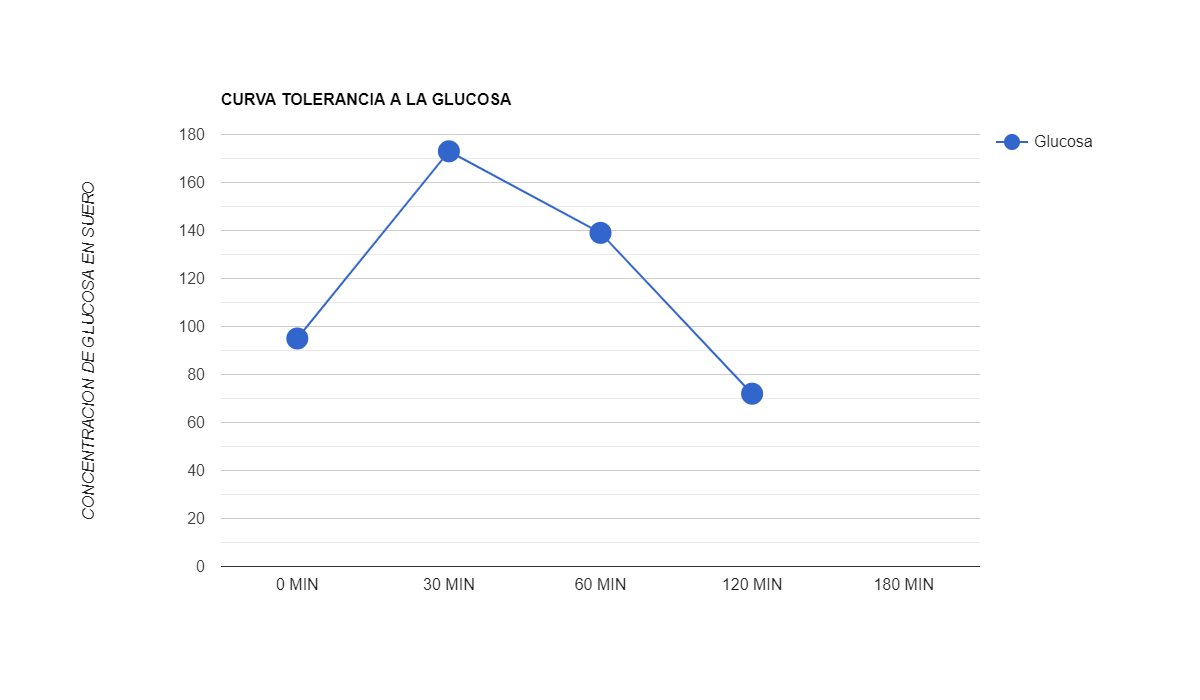 CURVA TOLERANCIA A LA GLUCOSA
Glucosa
CONCENTRACION DE GLUCOSA EN SUERO
180
160
140
120
100
80
60
40
20
0
0 MIN
30 MIN
60 MIN
120 MIN
180 MIN